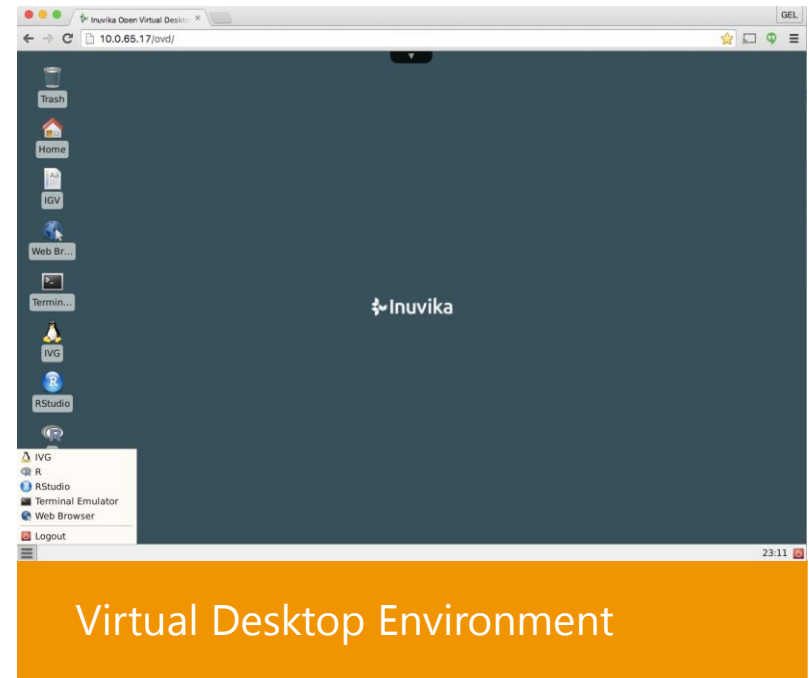 Inuvika Open Virtual Deskto
GEL
10.0.65.17/ovd/
Trash
Home
IGV
Web Br...
Termin...
IVG
RStudio
Inuvika
IVG
R
RStudio
Terminal Emulator
Web Browser
Logout
23:11
Virtual Desktop Environment